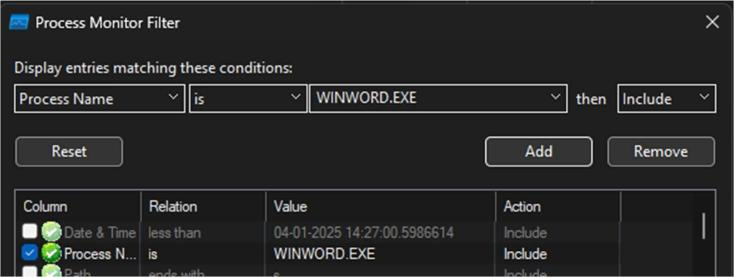 Process Monitor Filter
Display entries matching these conditions:
Process Name is WINWORD.EXE then Include
Reset Add Remove
Column Relation Value Action
Date & Time less than 04-01-2025 14:27:00.5986614 Include
Process N... is WINWORD.EXE Include
Path ends with Include